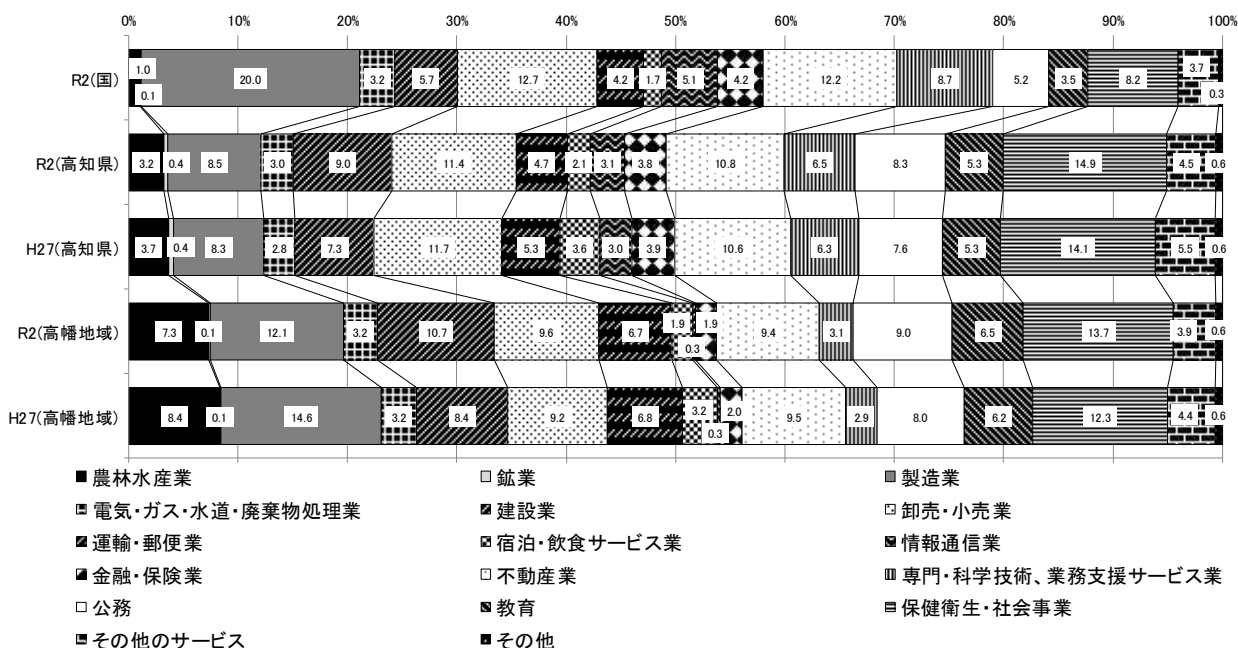 0% 10% 20% 30% 40% 50% 60% 70% 80% 90% 100%
R2(国) 1.0 0.1 20.0 3.2 5.7 12.7 4.2 1.7 5.1 4.2 12.2 8.7 5.2 3.5 8.2 3.7 0.3
R2(高知県) 3.2 0.4 8.5 3.0 9.0 11.4 4.7 2.1 3.1 3.8 10.8 6.5 8.3 5.3 14.9 4.5 0.6
H27(高知県) 3.7 0.4 8.3 2.8 7.3 11.7 5.3 3.6 3.0 3.9 10.6 6.3 7.6 5.3 14.1 5.5 0.6
R2(高幡地域) 7.3 0.1 12.1 3.2 10.7 9.6 6.7 1.9 0.3 1.9 9.4 3.1 9.0 6.5 13.7 3.9 0.6
H27(高幡地域) 8.4 0.1 14.6 3.2 8.4 9.2 6.8 3.2 0.3 2.0 9.5 2.9 8.0 6.2 12.3 4.4 0.6
農林水産業 鉱業 製造業
電気・ガス・水道・廃棄物処理業 建設業 卸売・小売業
運輸・郵便業 宿泊・飲食サービス業 情報通信業
金融・保険業 不動産業 専門・科学技術、業務支援サービス業
公務 教育 保健衛生・社会事業
その他のサービス その他